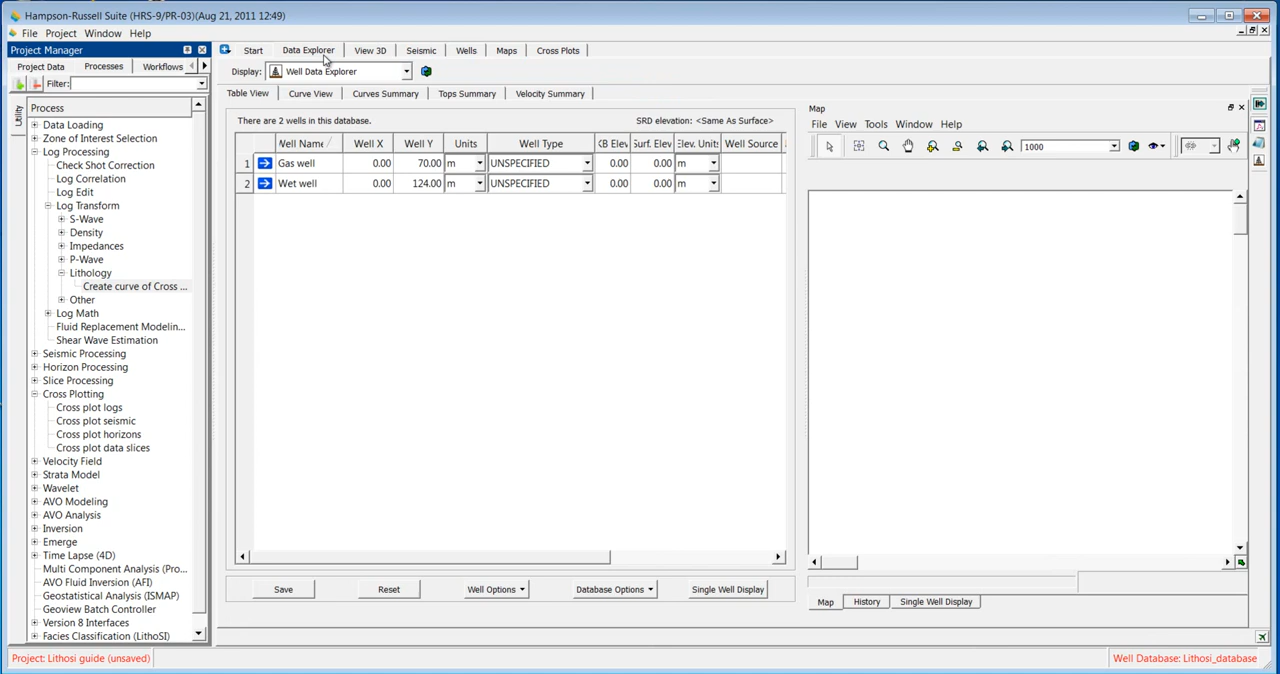 Hampson-Russell Suite (HRS-9/PR-03)(Aug 21, 2011 12:49)
File Project Window Help
Project Manager
Start Data Explorer View 3D Seismic Wells Maps Cross Plots
Project Data Processes Workflows
Display: Well Data Explorer
Filter:
Table View Curve View Curves Summary Tops Summary Velocity Summary
Utility
Process
Data Loading
Zone of Interest Selection
Log Processing
Check Shot Correction
Log Correlation
Log Edit
Log Transform
S-Wave
Density
Impedances
P-Wave
Lithology
Create curve of Cross ...
Other
Log Math
Fluid Replacement Modelin...
Shear Wave Estimation
Seismic Processing
Horizon Processing
Slice Processing
Cross Plotting
Cross plot logs
Cross plot seismic
Cross plot horizons
Cross plot data slices
Velocity Field
Strata Model
Wavelet
AVO Modeling
AVO Analysis
Inversion
Emerge
Time Lapse (4D)
Multi Component Analysis (Pro...
AVO Fluid Inversion (AFI)
Geostatistical Analysis (ISMAP)
Geoview Batch Controller
Version 8 Interfaces
Facies Classification (LithoSI)
There are 2 wells in this database. SRD elevation: <Same As Surface>
Well Name Well X Well Y Units Well Type KB Elev Surf. Elev Elev. Units Well Source
1 Gas well 0.00 70.00 m UNSPECIFIED 0.00 0.00 m
2 Wet well 0.00 124.00 m UNSPECIFIED 0.00 0.00 m
Save Reset Well Options Database Options Single Well Display
Map
File View Tools Window Help
1000
Map History Single Well Display
Project: Lithosi guide (unsaved) Well Database: Lithosi_database